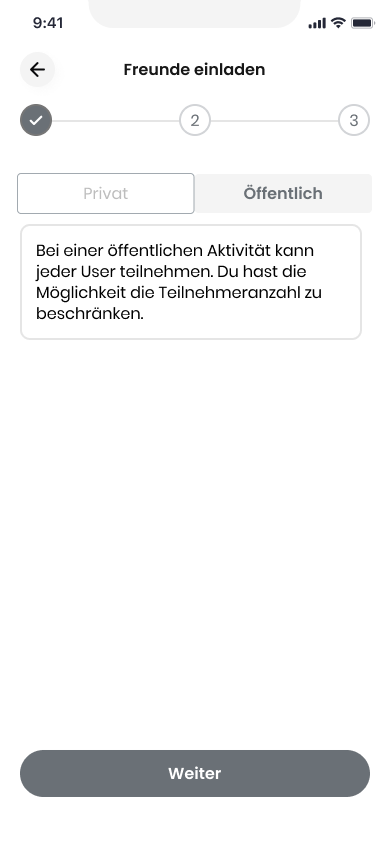 9:41
Freunde einladen
2
3
Privat
Öffentlich
Bei einer öffentlichen Aktivität kann
jeder User teilnehmen. Du hast die
Möglichkeit die Teilnehmeranzahl zu
beschränken.
Weiter